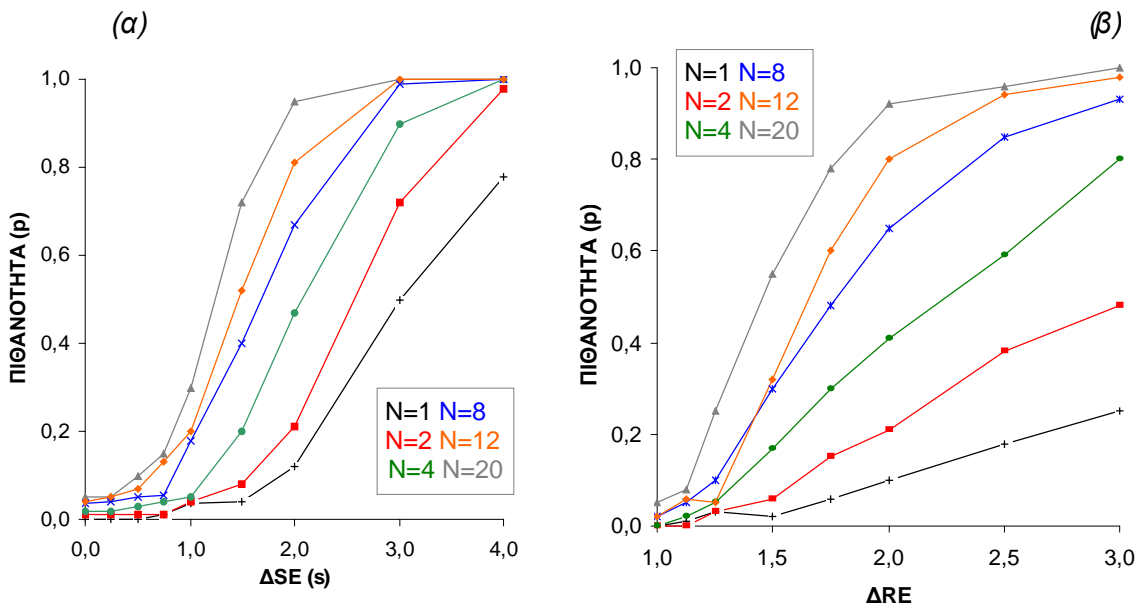 (α)
ΠΙΘΑΝΟΤΗΤΑ (p)
1,0
0,8
0,6
0,4
0,2
0,0
0,0 1,0 2,0 3,0 4,0
ΔSE (s)
N=1 N=8
N=2 N=12
N=4 N=20
(β)
ΠΙΘΑΝΟΤΗΤΑ (p)
1,0
0,8
0,6
0,4
0,2
0,0
1,0 1,5 2,0 2,5 3,0
ΔRE
N=1 N=8
N=2 N=12
N=4 N=20